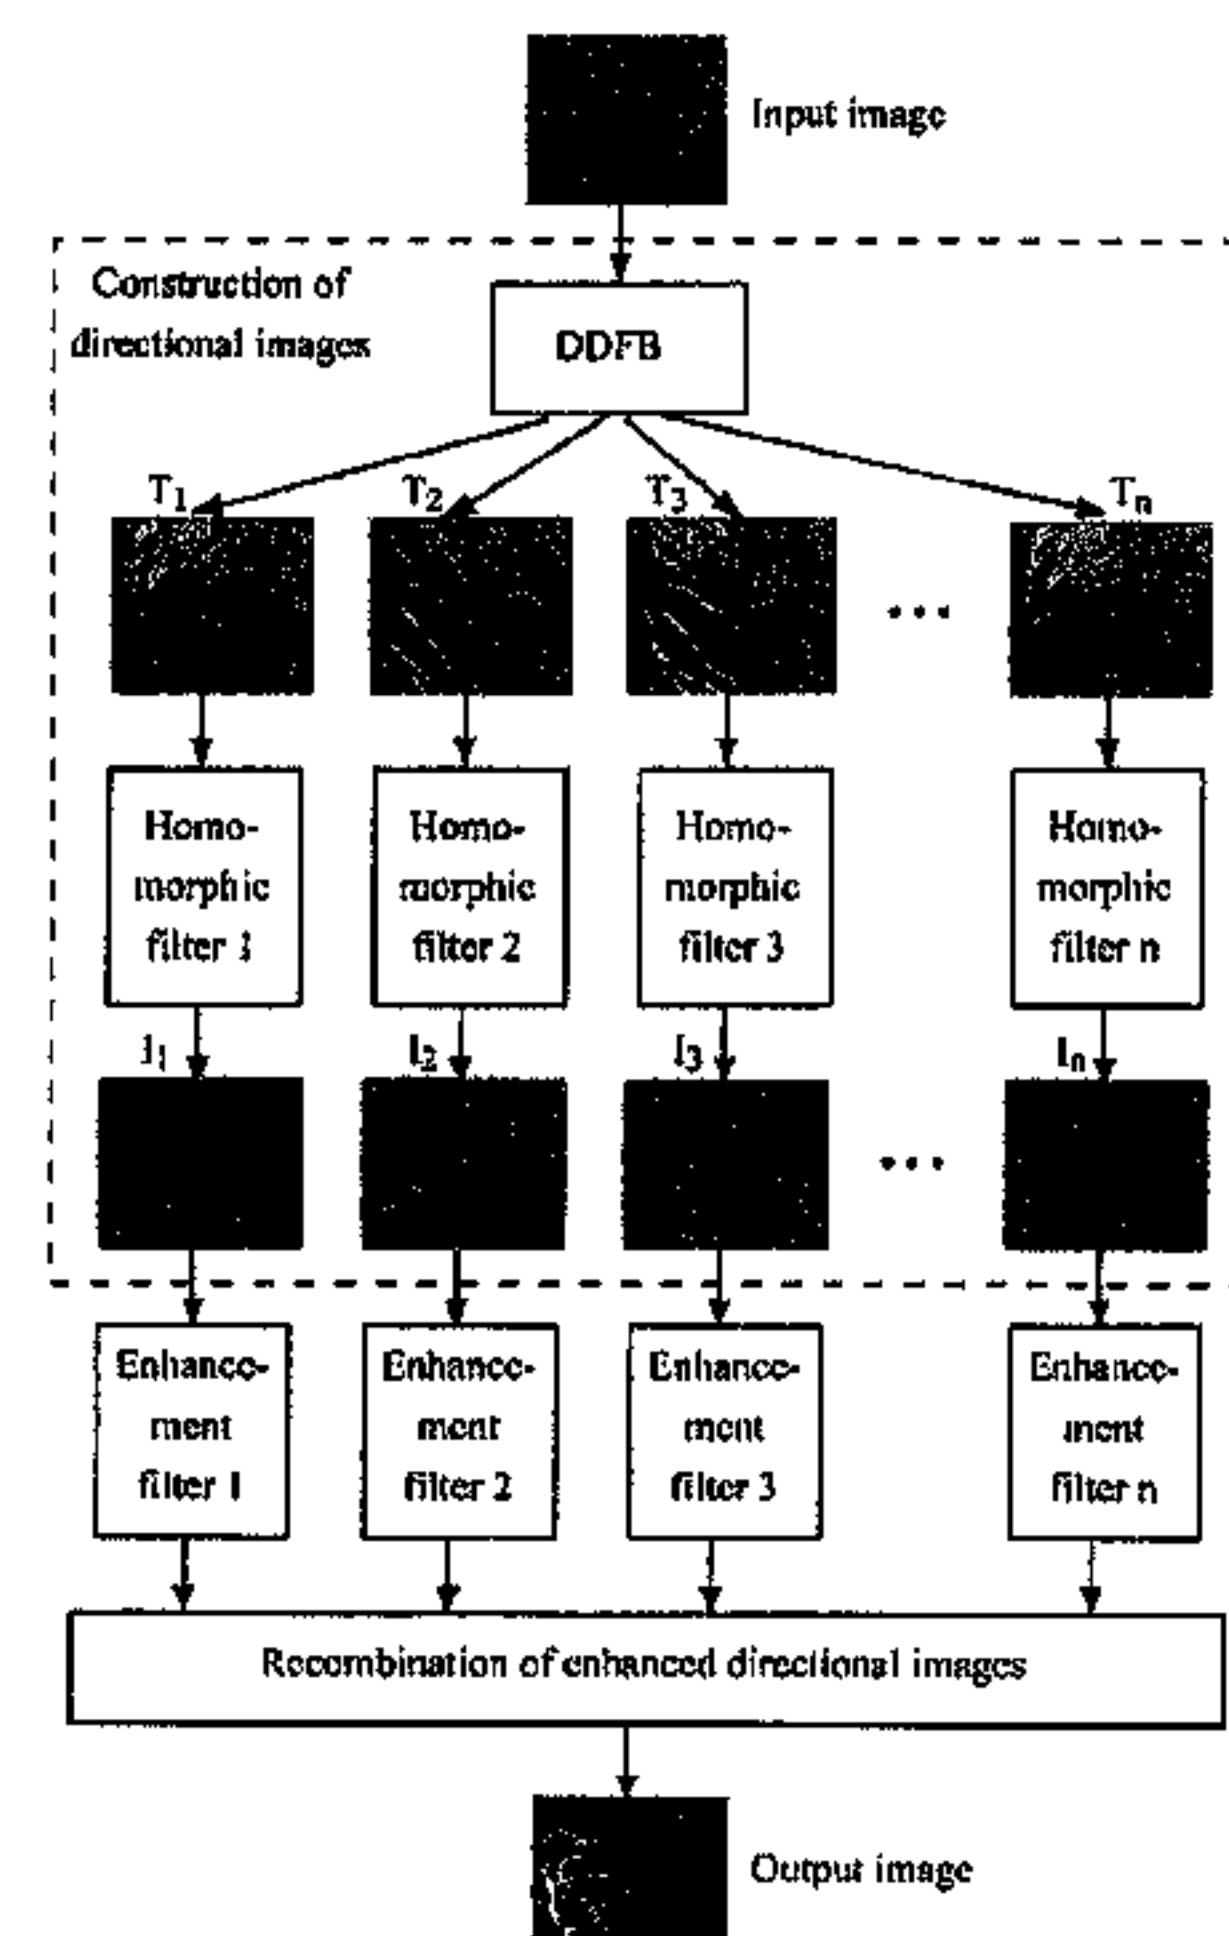 Input image
Construction of
directional images
DDFB
T1 T2 T3 Tn
...
Homo-
morphic
filter 1
Homo-
morphic
filter 2
Homo-
morphic
filter 3
Homo-
morphic
filter n
I1 I2 I3 In
...
Enhance-
ment
filter 1
Enhance-
ment
filter 2
Enhance-
ment
filter 3
Enhance-
ment
filter n
Recombination of enhanced directional images
Output image